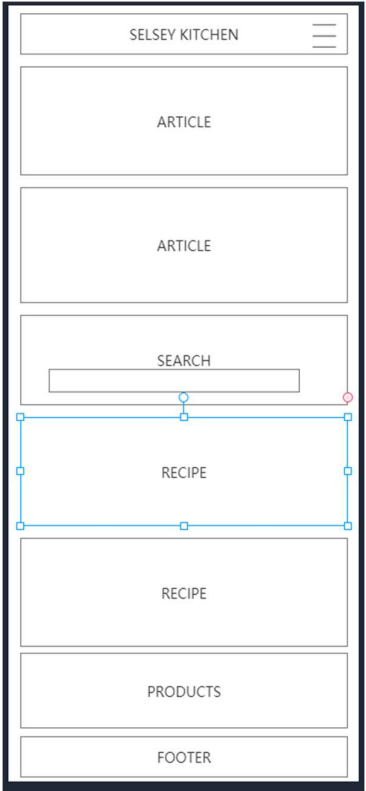 SELSEY KITCHEN
ARTICLE
ARTICLE
SEARCH
RECIPE
RECIPE
PRODUCTS
FOOTER